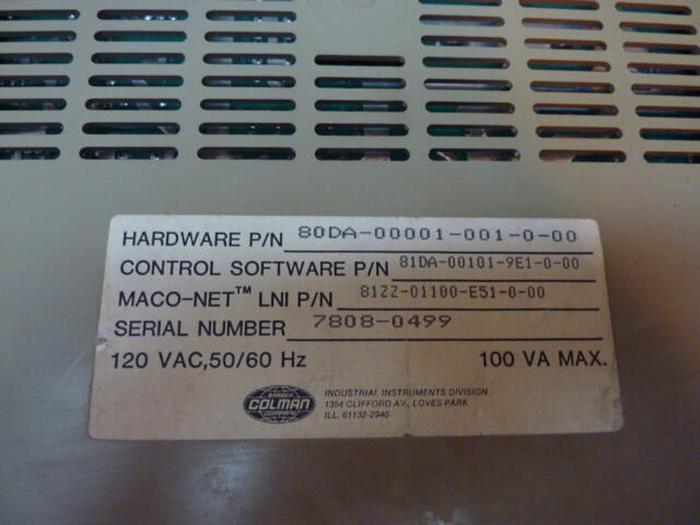 HARDWARE P/N 80DA-00001-001-0-00
CONTROL SOFTWARE P/N 81DA-00101-9E1-0-00
MACO-NET™ LNI P/N 81ZZ-01100-E51-0-00
SERIAL NUMBER 7808-0499
120 VAC,50/60 Hz 100 VA MAX.
BARBER
COLMAN
COMPANY
INDUSTRIAL INSTRUMENTS DIVISION
1354 CLIFFORD AV., LOVES PARK
ILL. 61132-2940